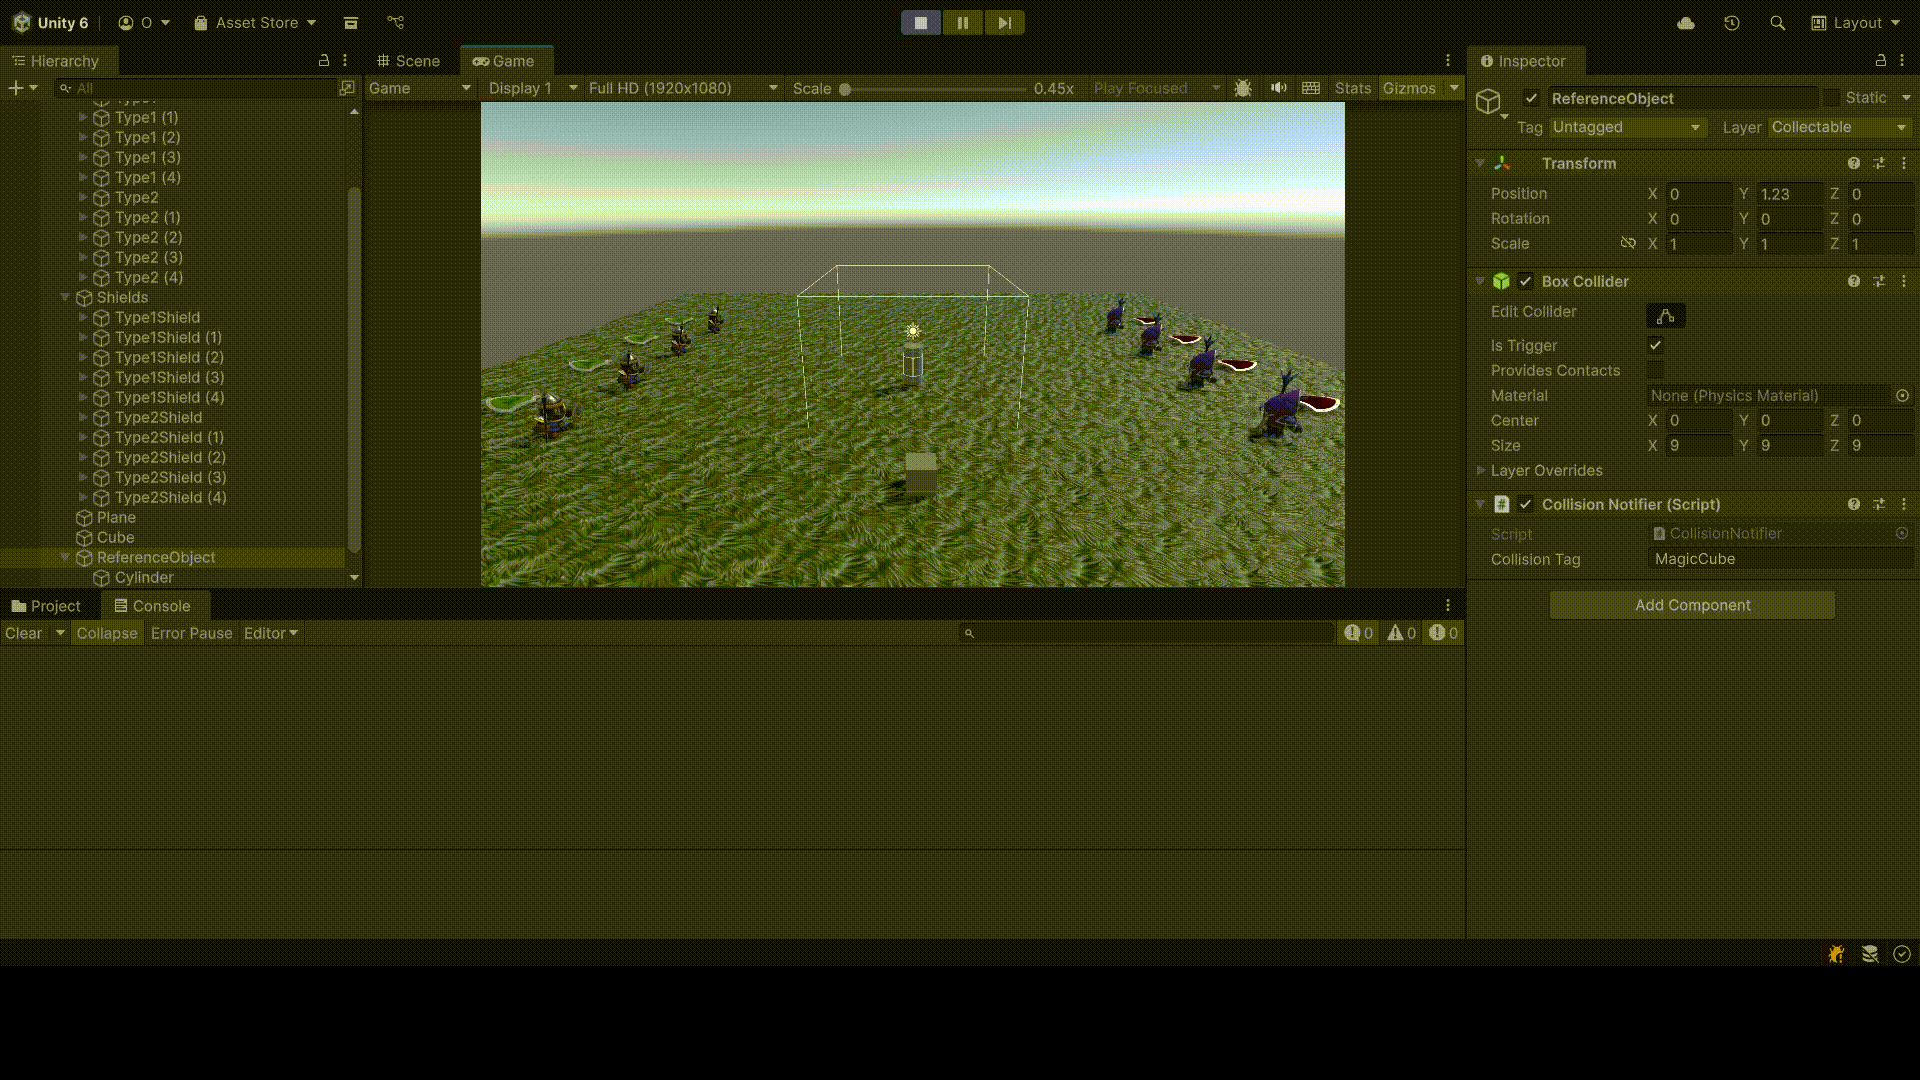 Unity 6 O Asset Store Layout
Hierarchy
All
Type1 (1)
Type1 (2)
Type1 (3)
Type1 (4)
Type2
Type2 (1)
Type2 (2)
Type2 (3)
Type2 (4)
Shields
Type1Shield
Type1Shield (1)
Type1Shield (2)
Type1Shield (3)
Type1Shield (4)
Type2Shield
Type2Shield (1)
Type2Shield (2)
Type2Shield (3)
Type2Shield (4)
Plane
Cube
ReferenceObject
Cylinder
Scene Game
Game Display 1 Full HD (1920x1080) Scale 0.45x Play Focused Stats Gizmos
Inspector
ReferenceObject Static
Tag Untagged Layer Collectable
Transform
Position X 0 Y 1.23 Z 0
Rotation X 0 Y 0 Z 0
Scale X 1 Y 1 Z 1
Box Collider
Edit Collider
Is Trigger
Provides Contacts
Material None (Physics Material)
Center X 0 Y 0 Z 0
Size X 9 Y 9 Z 9
Layer Overrides
Collision Notifier (Script)
Script CollisionNotifier
Collision Tag MagicCube
Add Component
Project Console
Clear Collapse Error Pause Editor 0 0 0